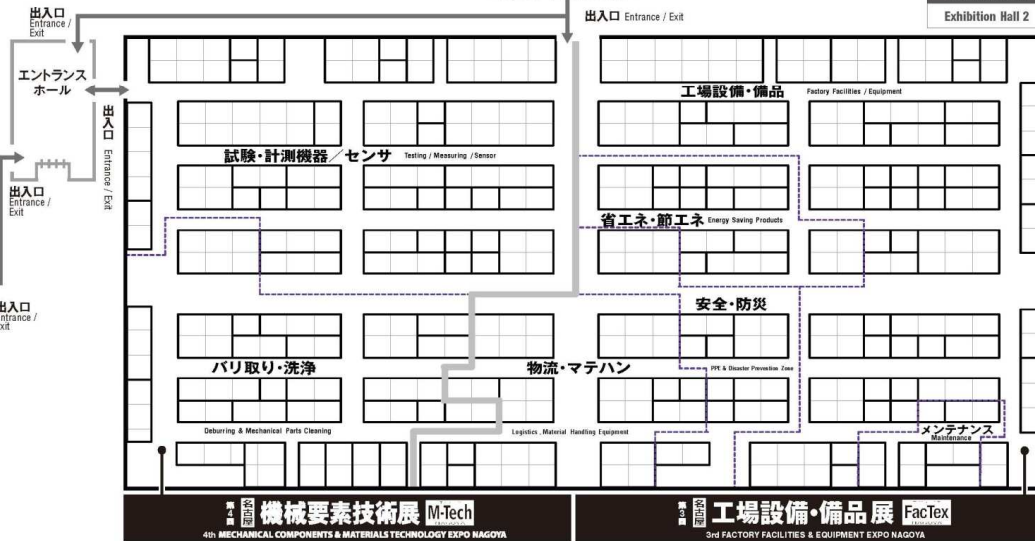 出入口
Entrance /
Exit
出入口 Entrance / Exit
Exhibition Hall 2
エントランス
ホール
出入口 Entrance / Exit
工場設備・備品 Factory Facilities / Equipment
試験・計測機器／センサ Testing / Measuring / Sensor
出入口
Entrance /
Exit
省エネ・節エネ Energy Saving Products
出入口
Entrance /
Exit
安全・防災
PPE & Disaster Prevention Zone
バリ取り・洗浄
Deburring & Mechanical Parts Cleaning
物流・マテハン
Logistics , Material Handling Equipment
メンテナンス
Maintenance
第4回 名古屋 機械要素技術展 M-Tech
4th MECHANICAL COMPONENTS & MATERIALS TECHNOLOGY EXPO NAGOYA
第3回 名古屋 工場設備・備品展 FacTex
3rd FACTORY FACILITIES & EQUIPMENT EXPO NAGOYA